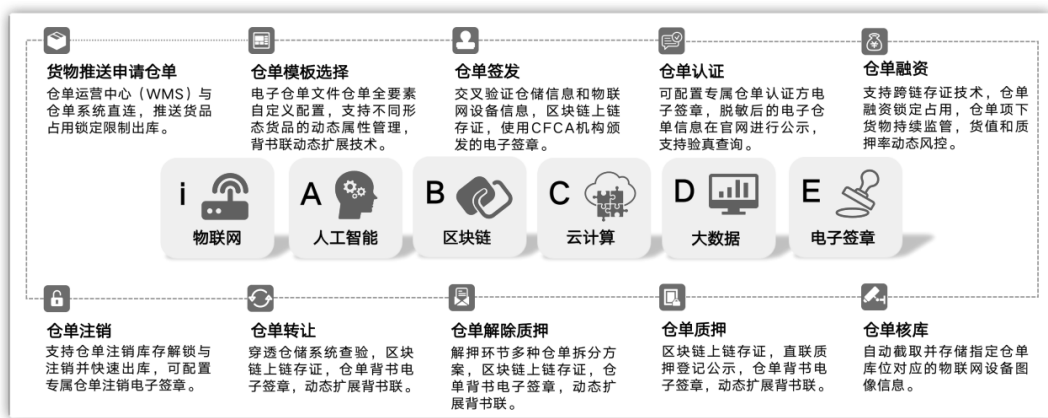 货物推送申请仓单
仓单运营中心（WMS）与
仓单系统直连，推送货品
占用锁定限制出库。
仓单模板选择
电子仓单文件仓单全要素
自定义配置，支持不同形
态货品的动态属性管理，
背书联动态扩展技术。
仓单签发
交叉验证仓储信息和物联
网设备信息，区块链上链
存证，使用CFCA机构颁
发的电子签章。
仓单认证
可配置专属仓单认证方电
子签章，脱敏后的电子仓
单信息在官网进行公示，
支持验真查询。
仓单融资
支持跨链存证技术，仓单
融资锁定占用，仓单项下
货物持续监管，货值和质
押率动态风控。
i
物联网
A
人工智能
B
区块链
C
云计算
D
大数据
E
电子签章
仓单注销
支持仓单注销库存解锁与
注销并快速出库，可配置
专属仓单注销电子签章。
仓单转让
穿透仓储系统查验，区块
链上链存证，仓单背书电
子签章，动态扩展背书联。
仓单解除质押
解押环节多种仓单拆分方
案，区块链上链存证，仓
单背书电子签章，动态扩
展背书联。
仓单质押
区块链上链存证，直联质
押登记公示，仓单背书电
子签章，动态扩展背书联。
仓单核库
自动截取并存储指定仓单
库位对应的物联网设备图
像信息。